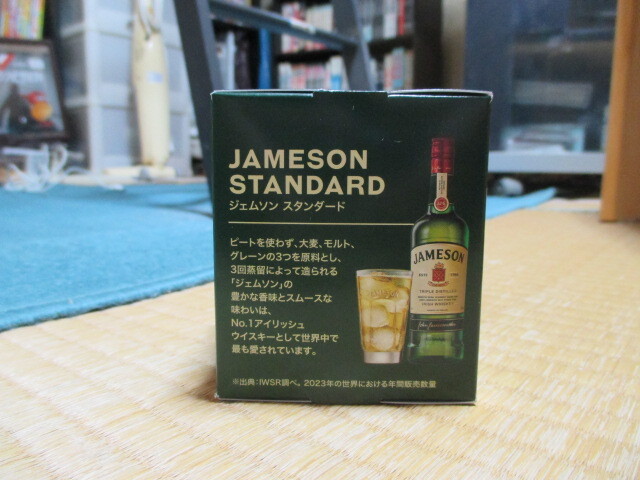 JAMESON
STANDARD
ジェムソン スタンダード
ピートを使わず、大麦、モルト、
グレーンの3つを原料とし、
3回蒸留によって造られる
「ジェムソン」の
豊かな香味とスムースな
味わいは、
No.1アイリッシュ
ウイスキーとして世界中で
最も愛されています。
※出典:IWSR調べ。2023年の世界における年間販売数量
JAMESON
TRIPLE DISTILLED
IRISH WHISKEY